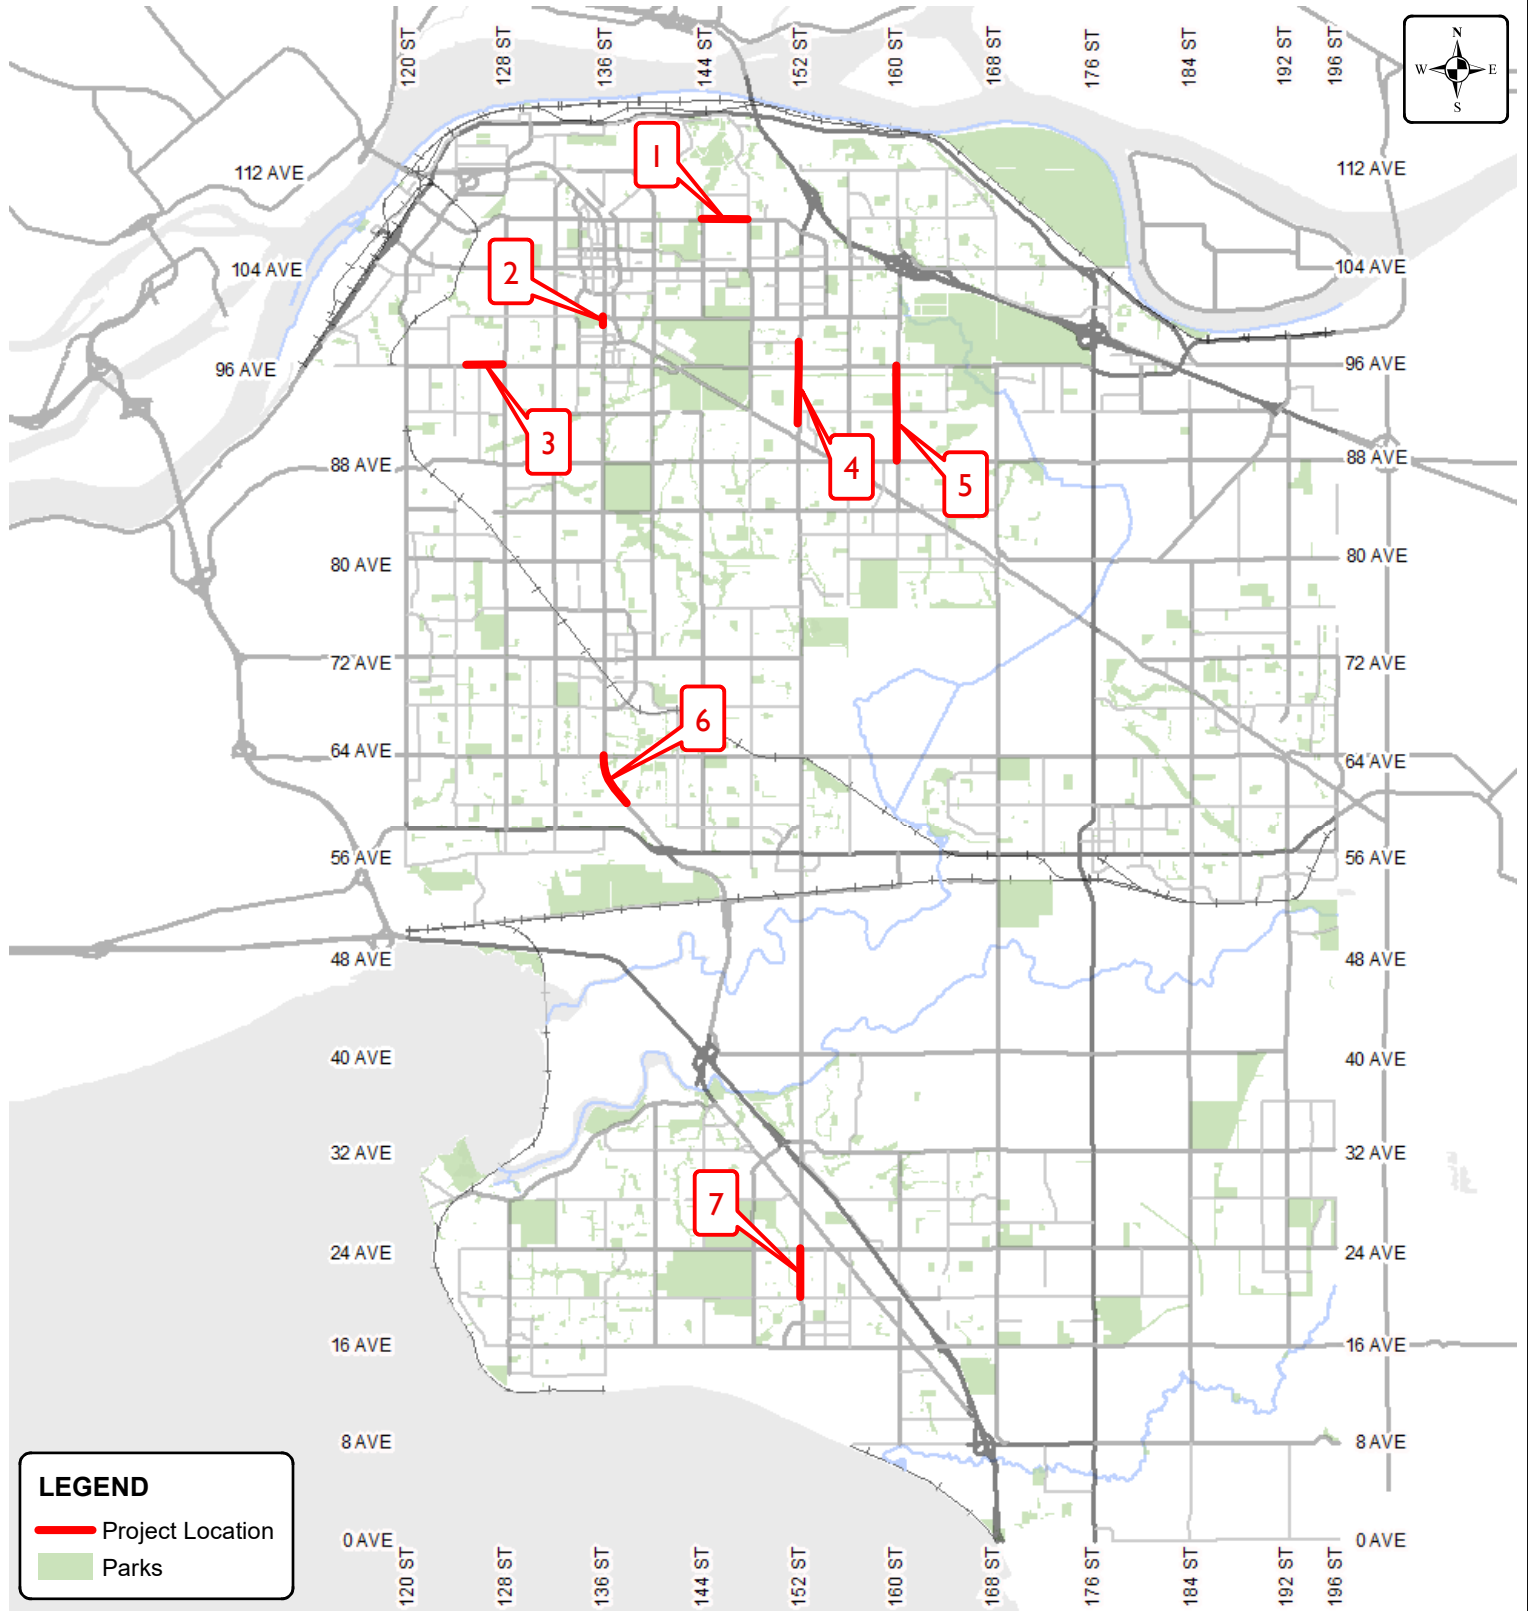 120 ST
128 ST
136 ST
144 ST
152 ST
160 ST
168 ST
176 ST
184 ST
192 ST
196 ST
N
W E
S
1
112 AVE
112 AVE
2
104 AVE
104 AVE
96 AVE
96 AVE
3
4
5
88 AVE
88 AVE
80 AVE
80 AVE
72 AVE
72 AVE
6
64 AVE
64 AVE
56 AVE
56 AVE
48 AVE
48 AVE
40 AVE
40 AVE
32 AVE
32 AVE
7
24 AVE
24 AVE
16 AVE
16 AVE
8 AVE
8 AVE
LEGEND
Project Location
Parks
0 AVE
0 AVE
120 ST
128 ST
136 ST
144 ST
152 ST
160 ST
168 ST
176 ST
184 ST
192 ST
196 ST